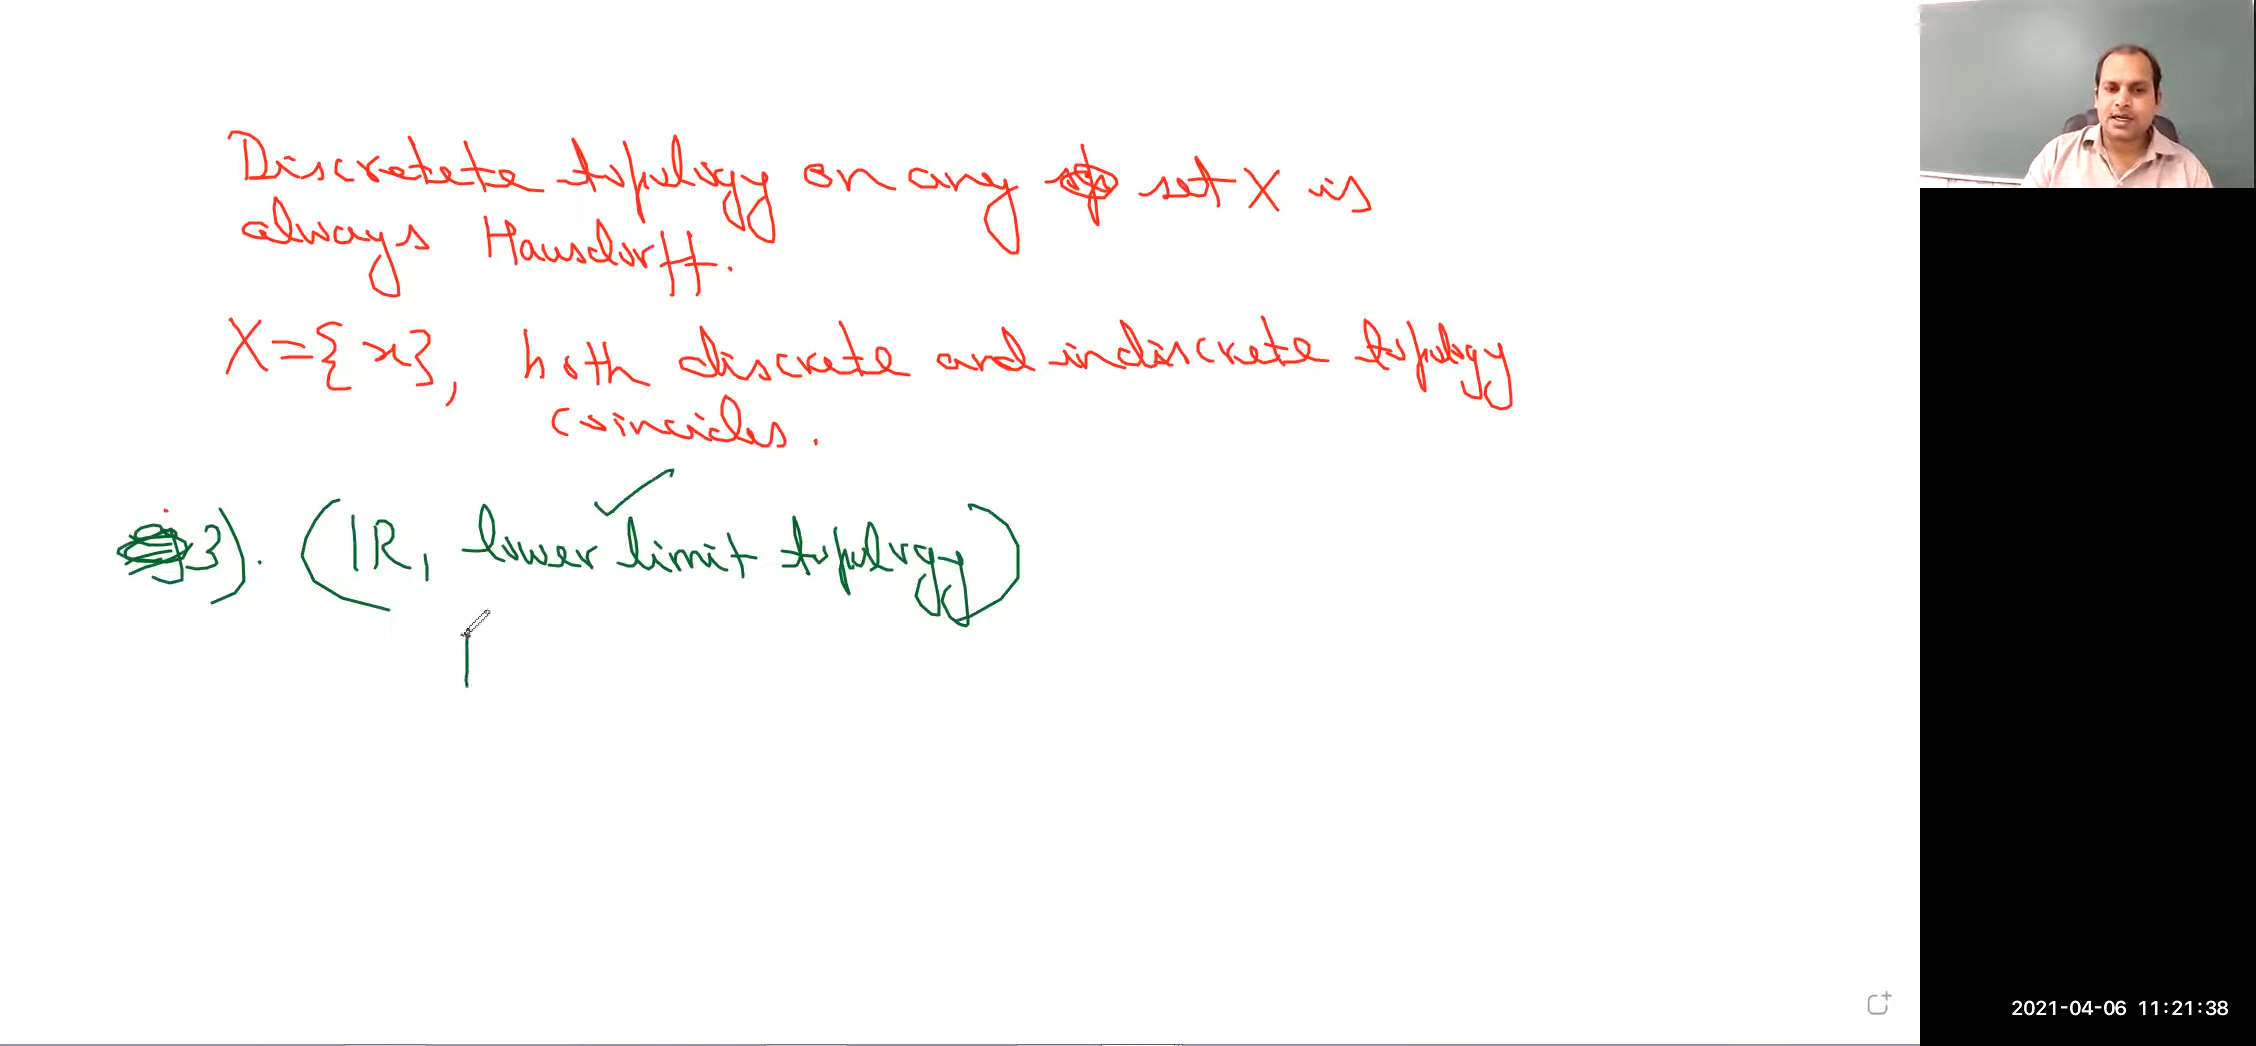 Discretete topology on any set X is
always Hausdorff.
X={x}, both discrete and indiscrete topology
coincides.
3). (IR, lower limit topology)
2021-04-06 11:21:38